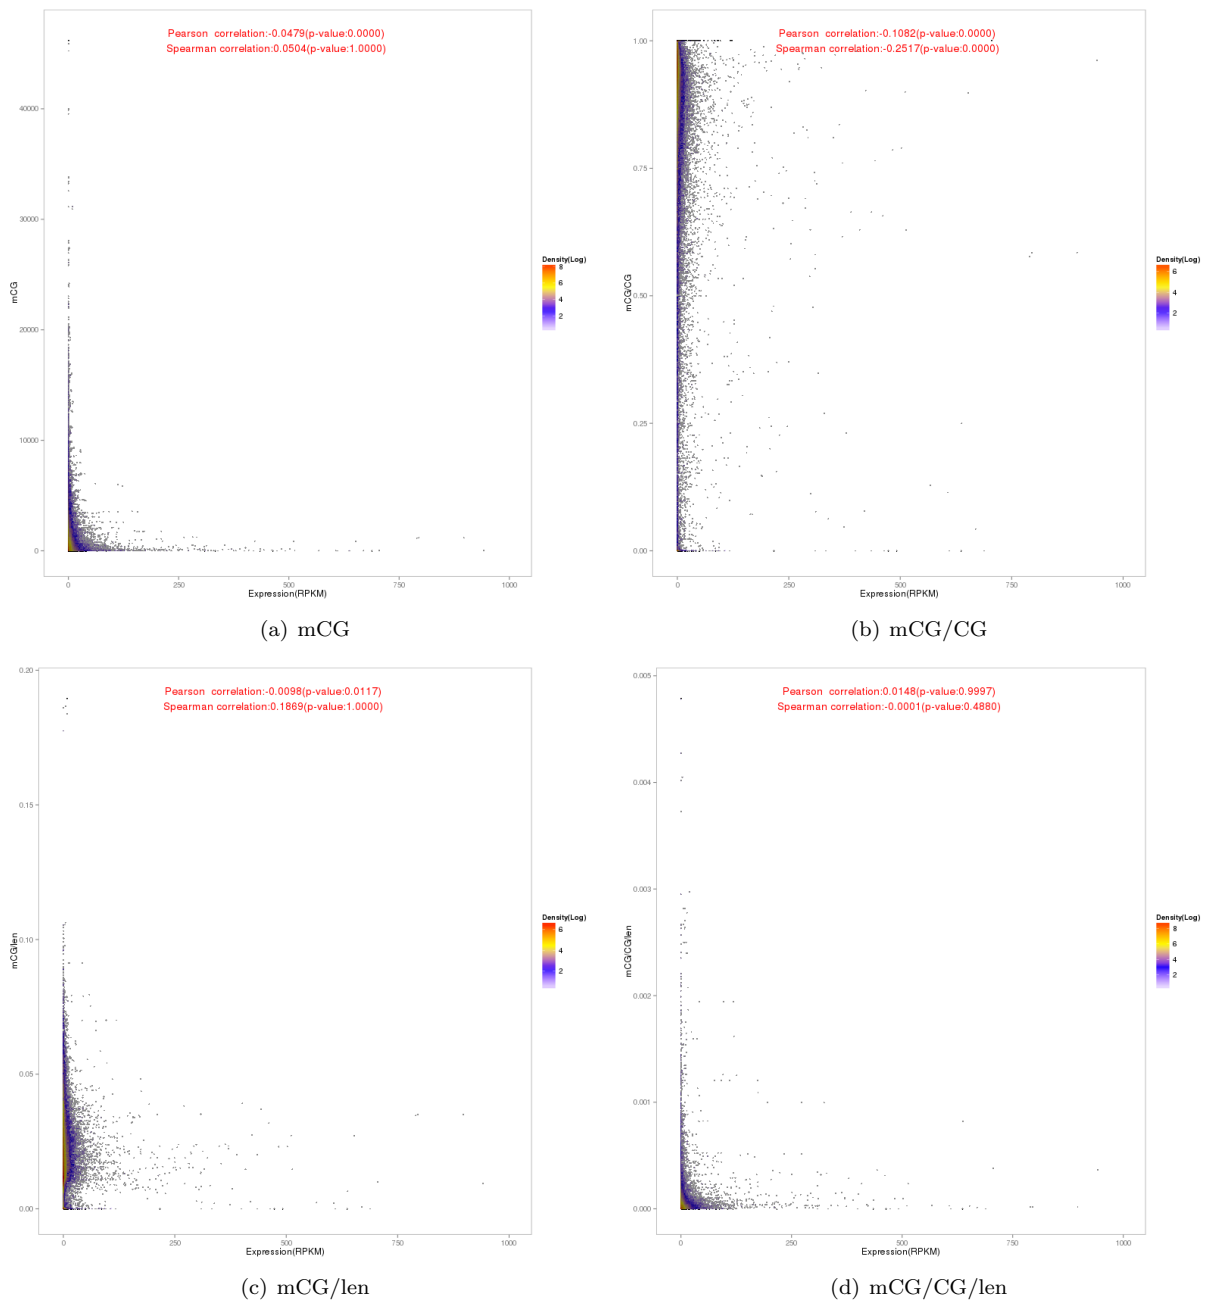 Pearson correlation:-0.0479(p-value:0.0000)
Spearman correlation:0.0504(p-value:1.0000)
40000
30000
20000
10000
0
mCG
0 250 500 750 1000
Expression(RPKM)
Density(Log)
8
6
4
2
(a) mCG
Pearson correlation:-0.1082(p-value:0.0000)
Spearman correlation:-0.2517(p-value:0.0000)
1.00
0.75
0.50
0.25
0.00
mCG/CG
0 250 500 750 1000
Expression(RPKM)
Density(Log)
6
4
2
(b) mCG/CG
Pearson correlation:-0.0098(p-value:0.0117)
Spearman correlation:0.1869(p-value:1.0000)
0.20
0.15
0.10
0.05
0.00
mCG/len
0 250 500 750 1000
Expression(RPKM)
Density(Log)
6
4
2
(c) mCG/len
Pearson correlation:0.0148(p-value:0.9997)
Spearman correlation:-0.0001(p-value:0.4880)
0.005
0.004
0.003
0.002
0.001
0.000
mCG/CG/len
0 250 500 750 1000
Expression(RPKM)
Density(Log)
8
6
4
2
(d) mCG/CG/len